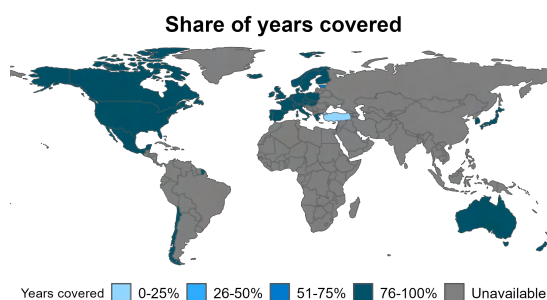 Share of years covered
Years covered 0-25% 26-50% 51-75% 76-100% Unavailable